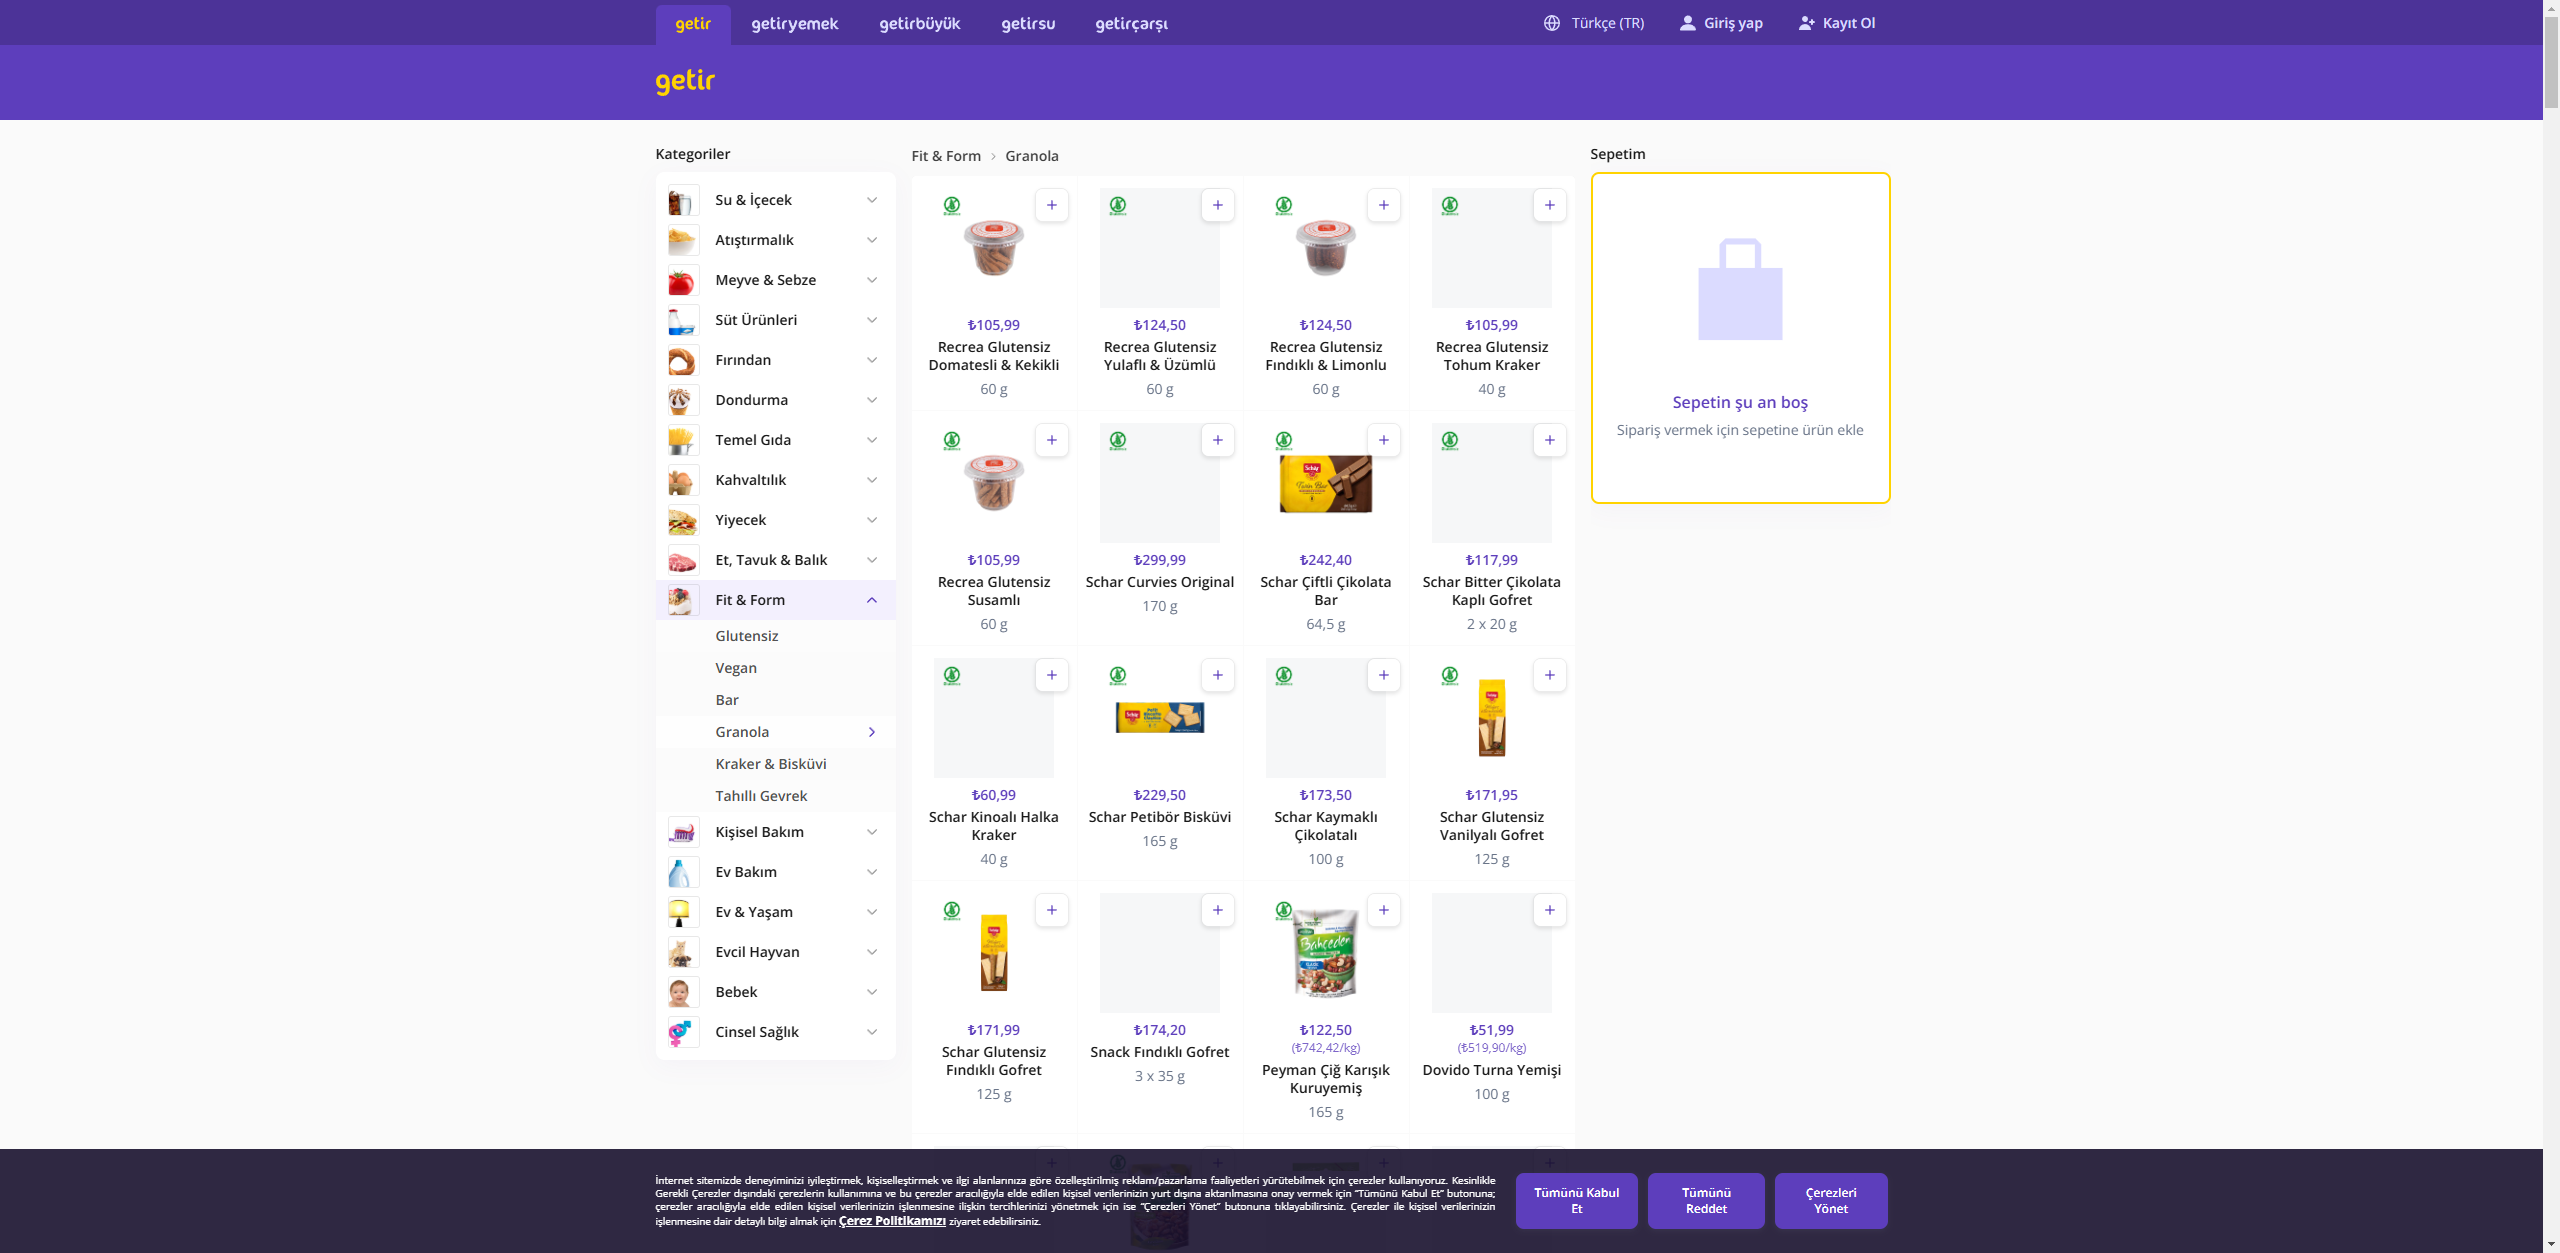 getir
getiryemek
getirbüyük
getirsu
getirçarşı
Türkçe (TR)
Giriş yap
Kayıt Ol
getir
Kategoriler
Su & İçecek
Atıştırmalık
Meyve & Sebze
Süt Ürünleri
Fırından
Dondurma
Temel Gıda
Kahvaltılık
Yiyecek
Et, Tavuk & Balık
Fit & Form
Glutensiz
Vegan
Bar
Granola
Kraker & Bisküvi
Tahıllı Gevrek
Kişisel Bakım
Ev Bakım
Ev & Yaşam
Evcil Hayvan
Bebek
Cinsel Sağlık
Fit & Form > Granola
₺105,99
Recrea Glutensiz
Domatesli & Kekikli
60 g
₺124,50
Recrea Glutensiz
Yulaflı & Üzümlü
60 g
₺124,50
Recrea Glutensiz
Fındıklı & Limonlu
60 g
₺105,99
Recrea Glutensiz
Tohum Kraker
40 g
₺105,99
Recrea Glutensiz
Susamlı
60 g
₺299,99
Schar Curvies Original
170 g
Schär
Twin Bar
₺242,40
Schar Çiftli Çikolata
Bar
64,5 g
₺117,99
Schar Bitter Çikolata
Kaplı Gofret
2 x 20 g
₺60,99
Schar Kinoalı Halka
Kraker
40 g
Schär
₺229,50
Schar Petibör Bisküvi
165 g
₺173,50
Schar Kaymaklı
Çikolatalı
100 g
Schär
₺171,95
Schar Glutensiz
Vanilyalı Gofret
125 g
Schär
₺171,99
Schar Glutensiz
Fındıklı Gofret
125 g
₺174,20
Snack Fındıklı Gofret
3 x 35 g
Bahçeden
₺122,50
(₺742,42/kg)
Peyman Çiğ Karışık
Kuruyemiş
165 g
₺51,99
(₺519,90/kg)
Dovido Turna Yemişi
100 g
Sepetim
Sepetin şu an boş
Sipariş vermek için sepetine ürün ekle
İnternet sitemizde deneyiminizi iyileştirmek, kişiselleştirmek ve ilgi alanlarınıza göre özelleştirilmiş reklam/pazarlama faaliyetleri yürütebilmek için çerezler kullanıyoruz. Kesinlikle
Gerekli Çerezler dışındaki çerezlerin kullanımına ve bu çerezler aracılığıyla elde edilen kişisel verilerinizin yurt dışına aktarılmasına onay vermek için “Tümünü Kabul Et” butonuna;
çerezler aracılığıyla elde edilen kişisel verilerinizin işlenmesine ilişkin tercihlerinizi yönetmek için ise “Çerezleri Yönet” butonuna tıklayabilirsiniz. Çerezler ile kişisel verilerinizin
işlenmesine dair detaylı bilgi almak için Çerez Politikamızı ziyaret edebilirsiniz.
Tümünü Kabul
Et
Tümünü
Reddet
Çerezleri
Yönet